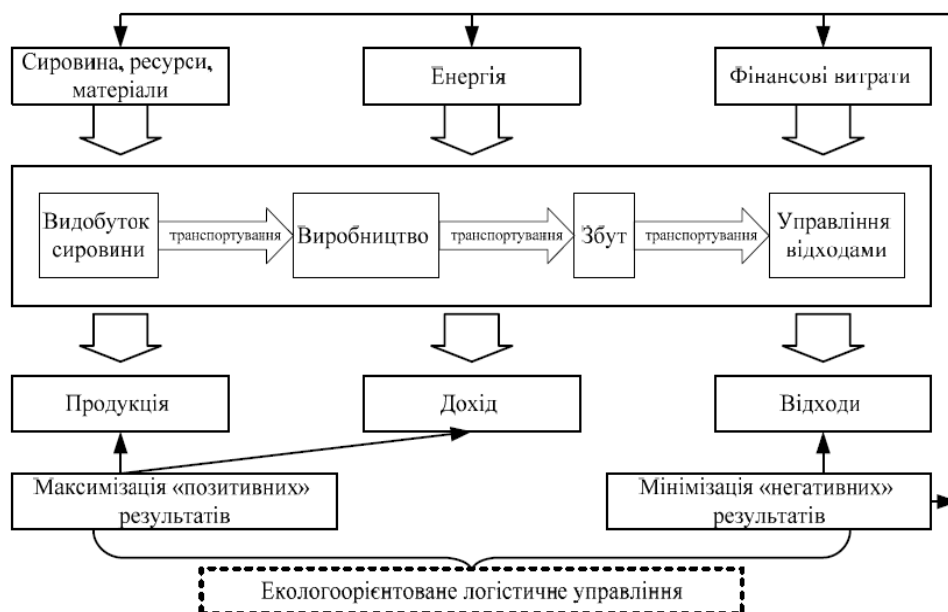 Сировина, ресурси,
матеріали
Енергія
Фінансові витрати
Видобуток
сировини
транспортування
Виробництво
транспортування
Збут
транспортування
Управління
відходами
Продукція
Дохід
Відходи
Максимізація «позитивних»
результатів
Мінімізація «негативних»
результатів
Екологоорієнтоване логістичне управління